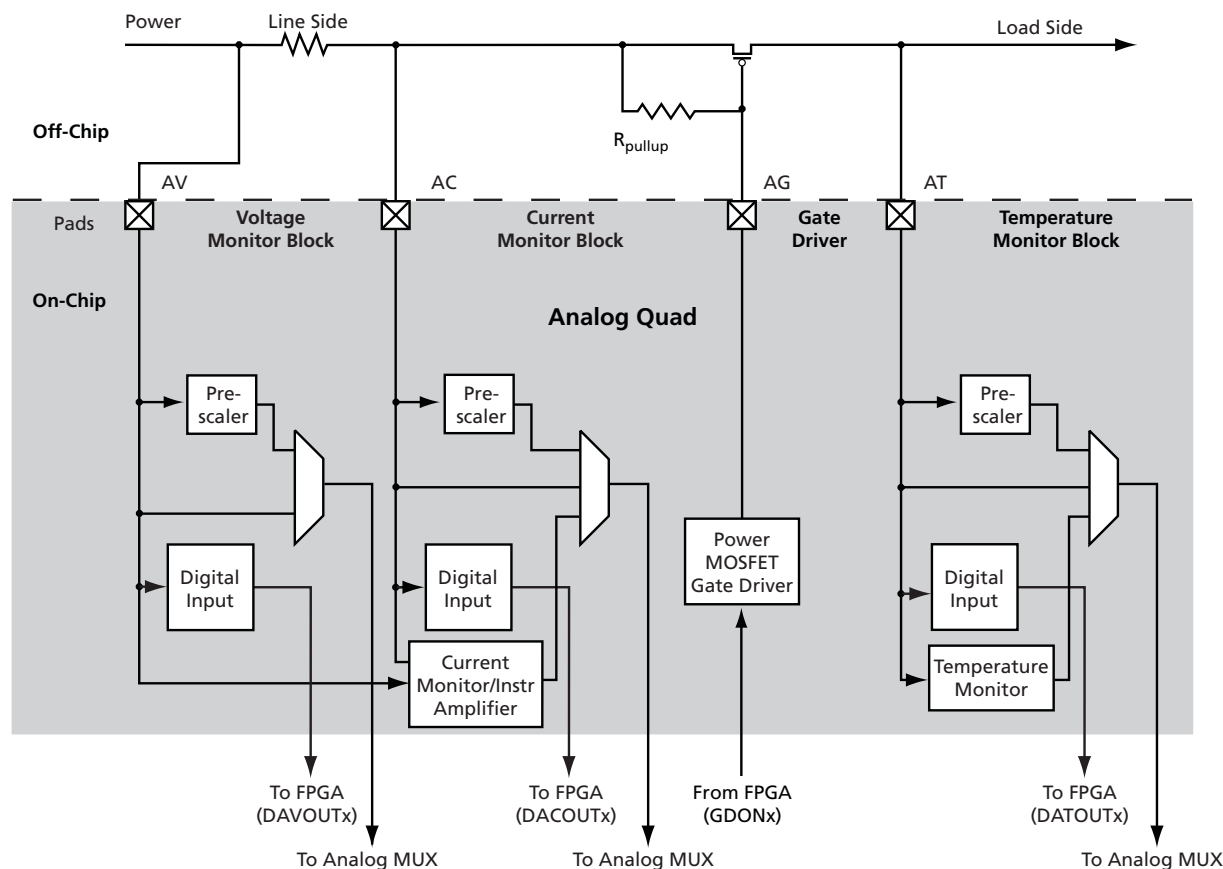 Power
Line Side
Load Side
Off-Chip
Rpullup
AV
AC
AG
AT
Pads
Voltage
Monitor Block
Current
Monitor Block
Gate
Driver
Temperature
Monitor Block
On-Chip
Analog Quad
Pre-
scaler
Pre-
scaler
Pre-
scaler
Power
MOSFET
Gate Driver
Digital
Input
Digital
Input
Digital
Input
Current
Monitor/Instr
Amplifier
Temperature
Monitor
To FPGA
(DAVOUTx)
To FPGA
(DACOUTx)
From FPGA
(GDONx)
To FPGA
(DATOUTx)
To Analog MUX
To Analog MUX
To Analog MUX